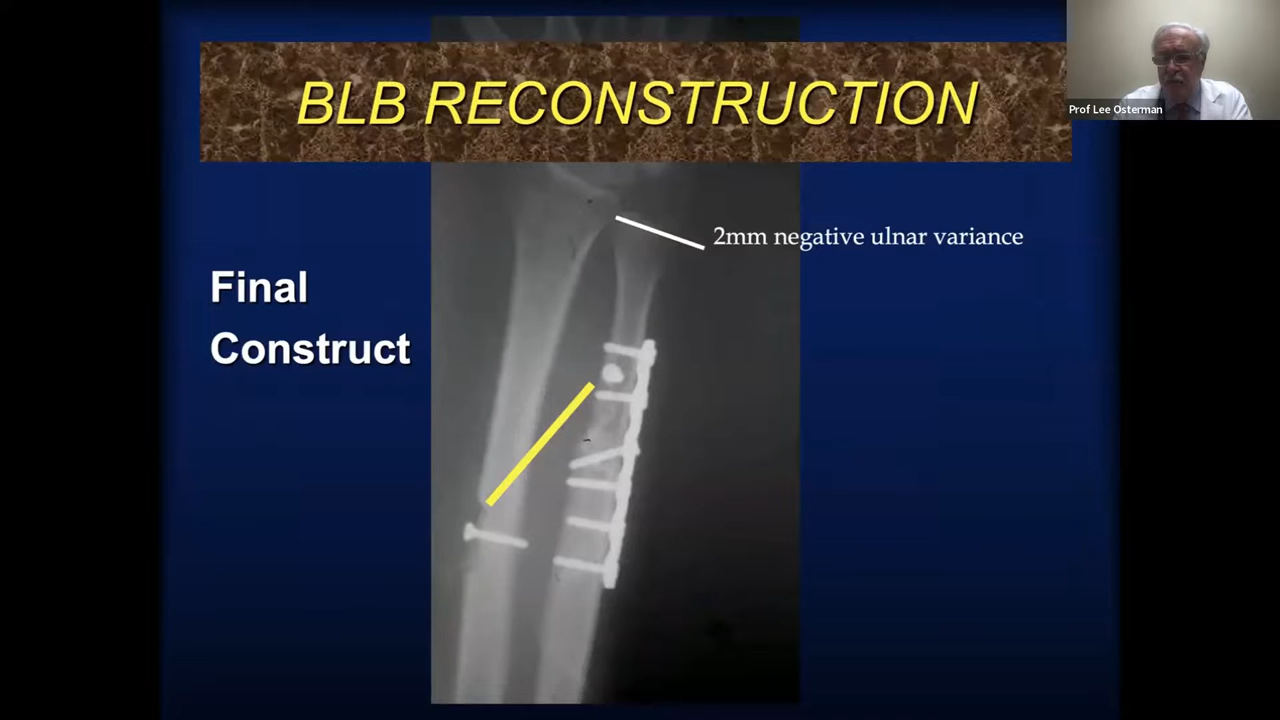 BLB RECONSTRUCTION
Prof Lee Osterman
2mm negative ulnar variance
Final
Construct